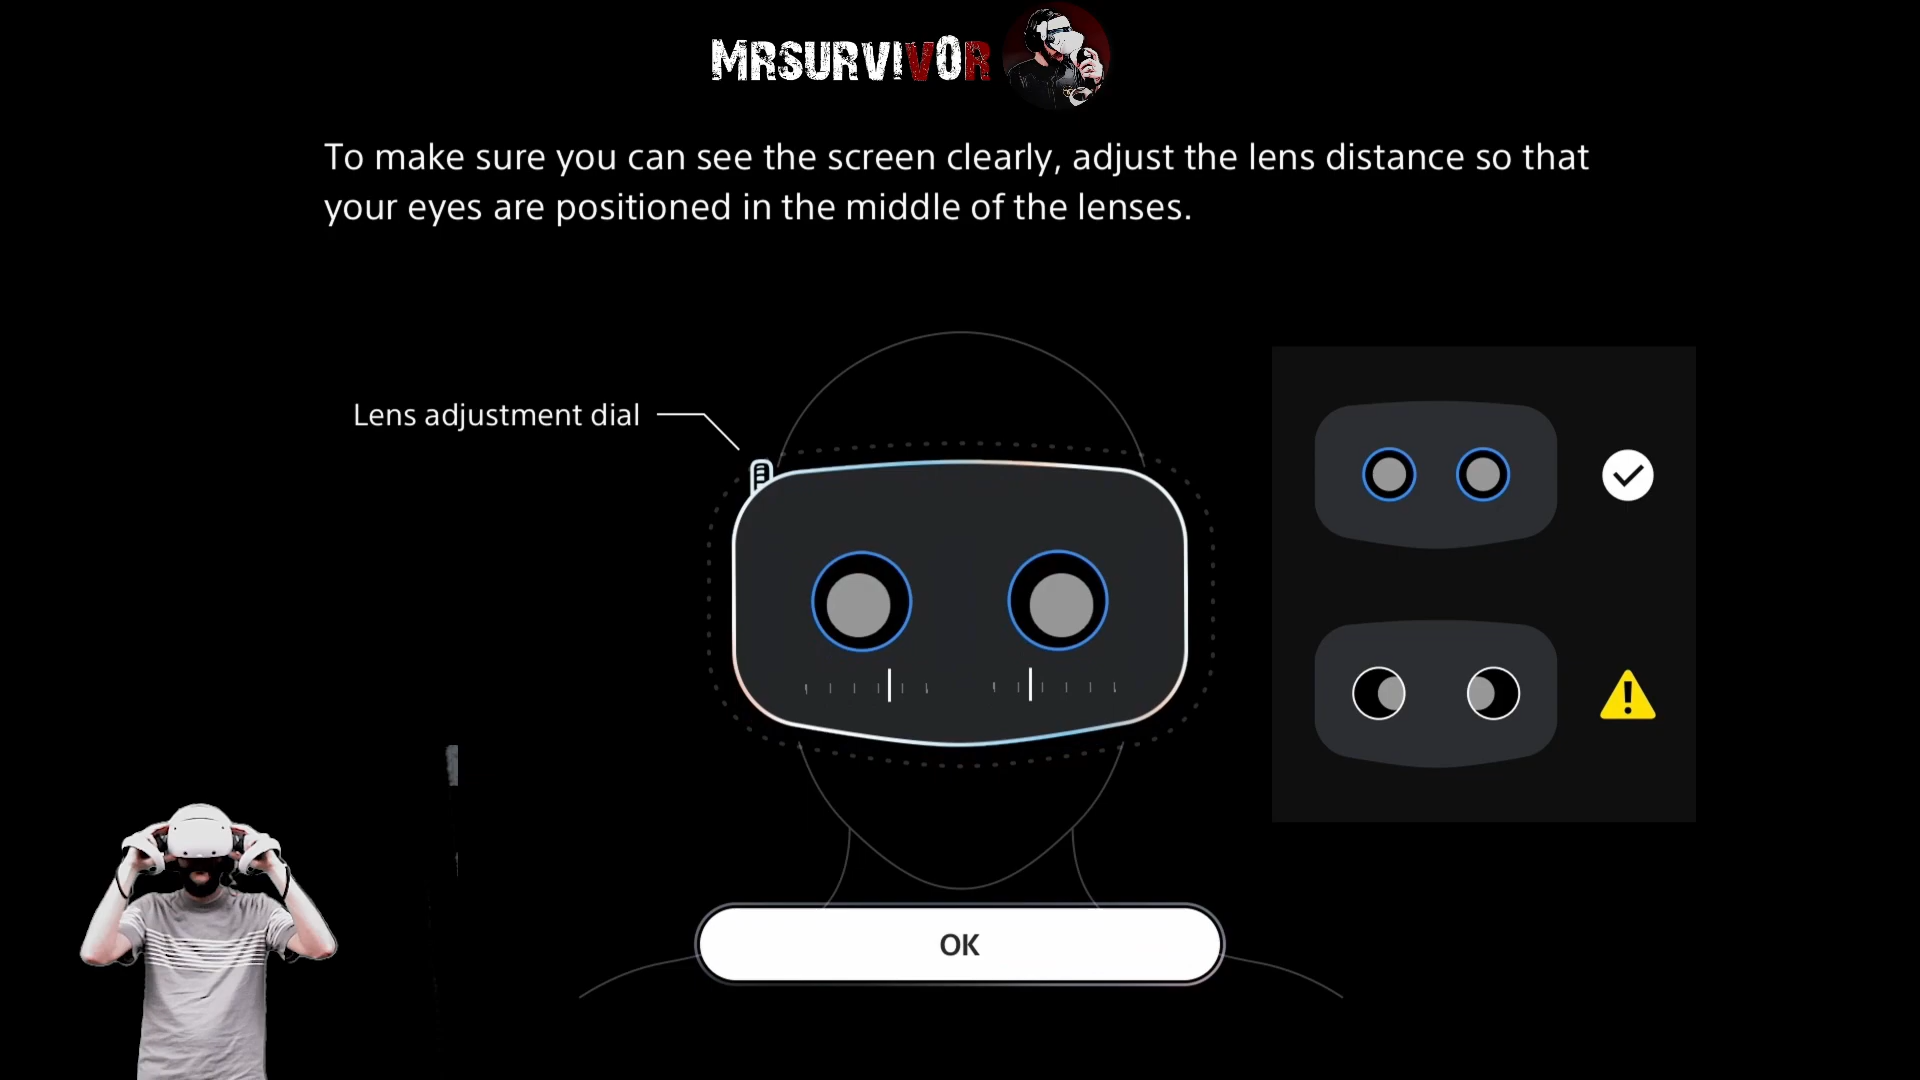 MRSURVIVOR
To make sure you can see the screen clearly, adjust the lens distance so that
your eyes are positioned in the middle of the lenses.
Lens adjustment dial
OK